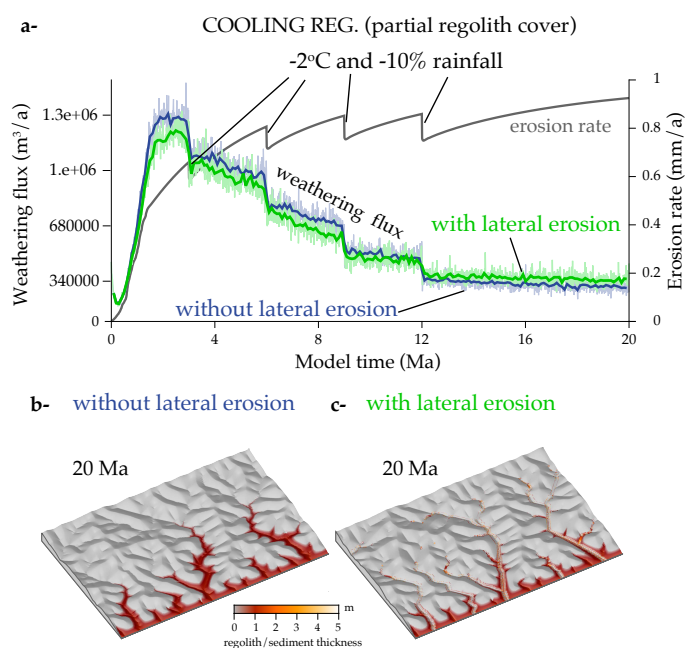 a- COOLING REG. (partial regolith cover)
-2°C and -10% rainfall
Weathering flux (m³/a)
1.3e+06
1.e+06
680000
340000
0
weathering flux
erosion rate
with lateral erosion
without lateral erosion
1
0.8
0.6
0.4
0.2
0
Erosion rate (mm/a)
0 4 8 12 16 20
Model time (Ma)
b- without lateral erosion c- with lateral erosion
20 Ma 20 Ma
m
0 1 2 3 4 5
regolith/sediment thickness